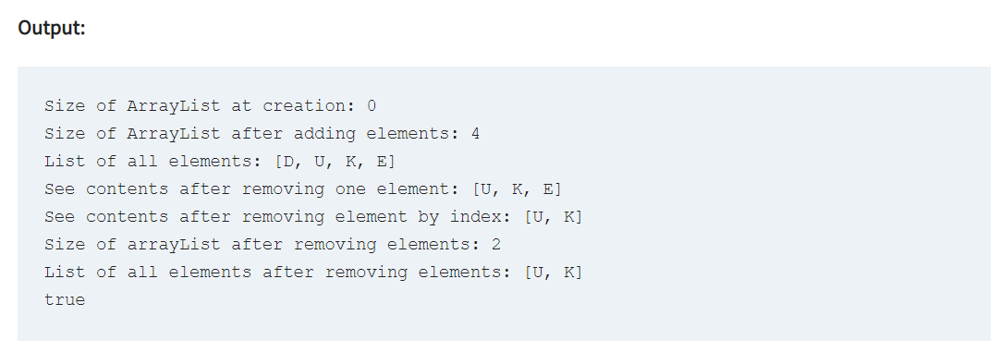 Output:
Size of ArrayList at creation: 0
Size of ArrayList after adding elements: 4
List of all elements: [D, U, K, E]
See contents after removing one element: [U, K, E]
See contents after removing element by index: [U, K]
Size of arrayList after removing elements: 2
List of all elements after removing elements: [U, K]
true